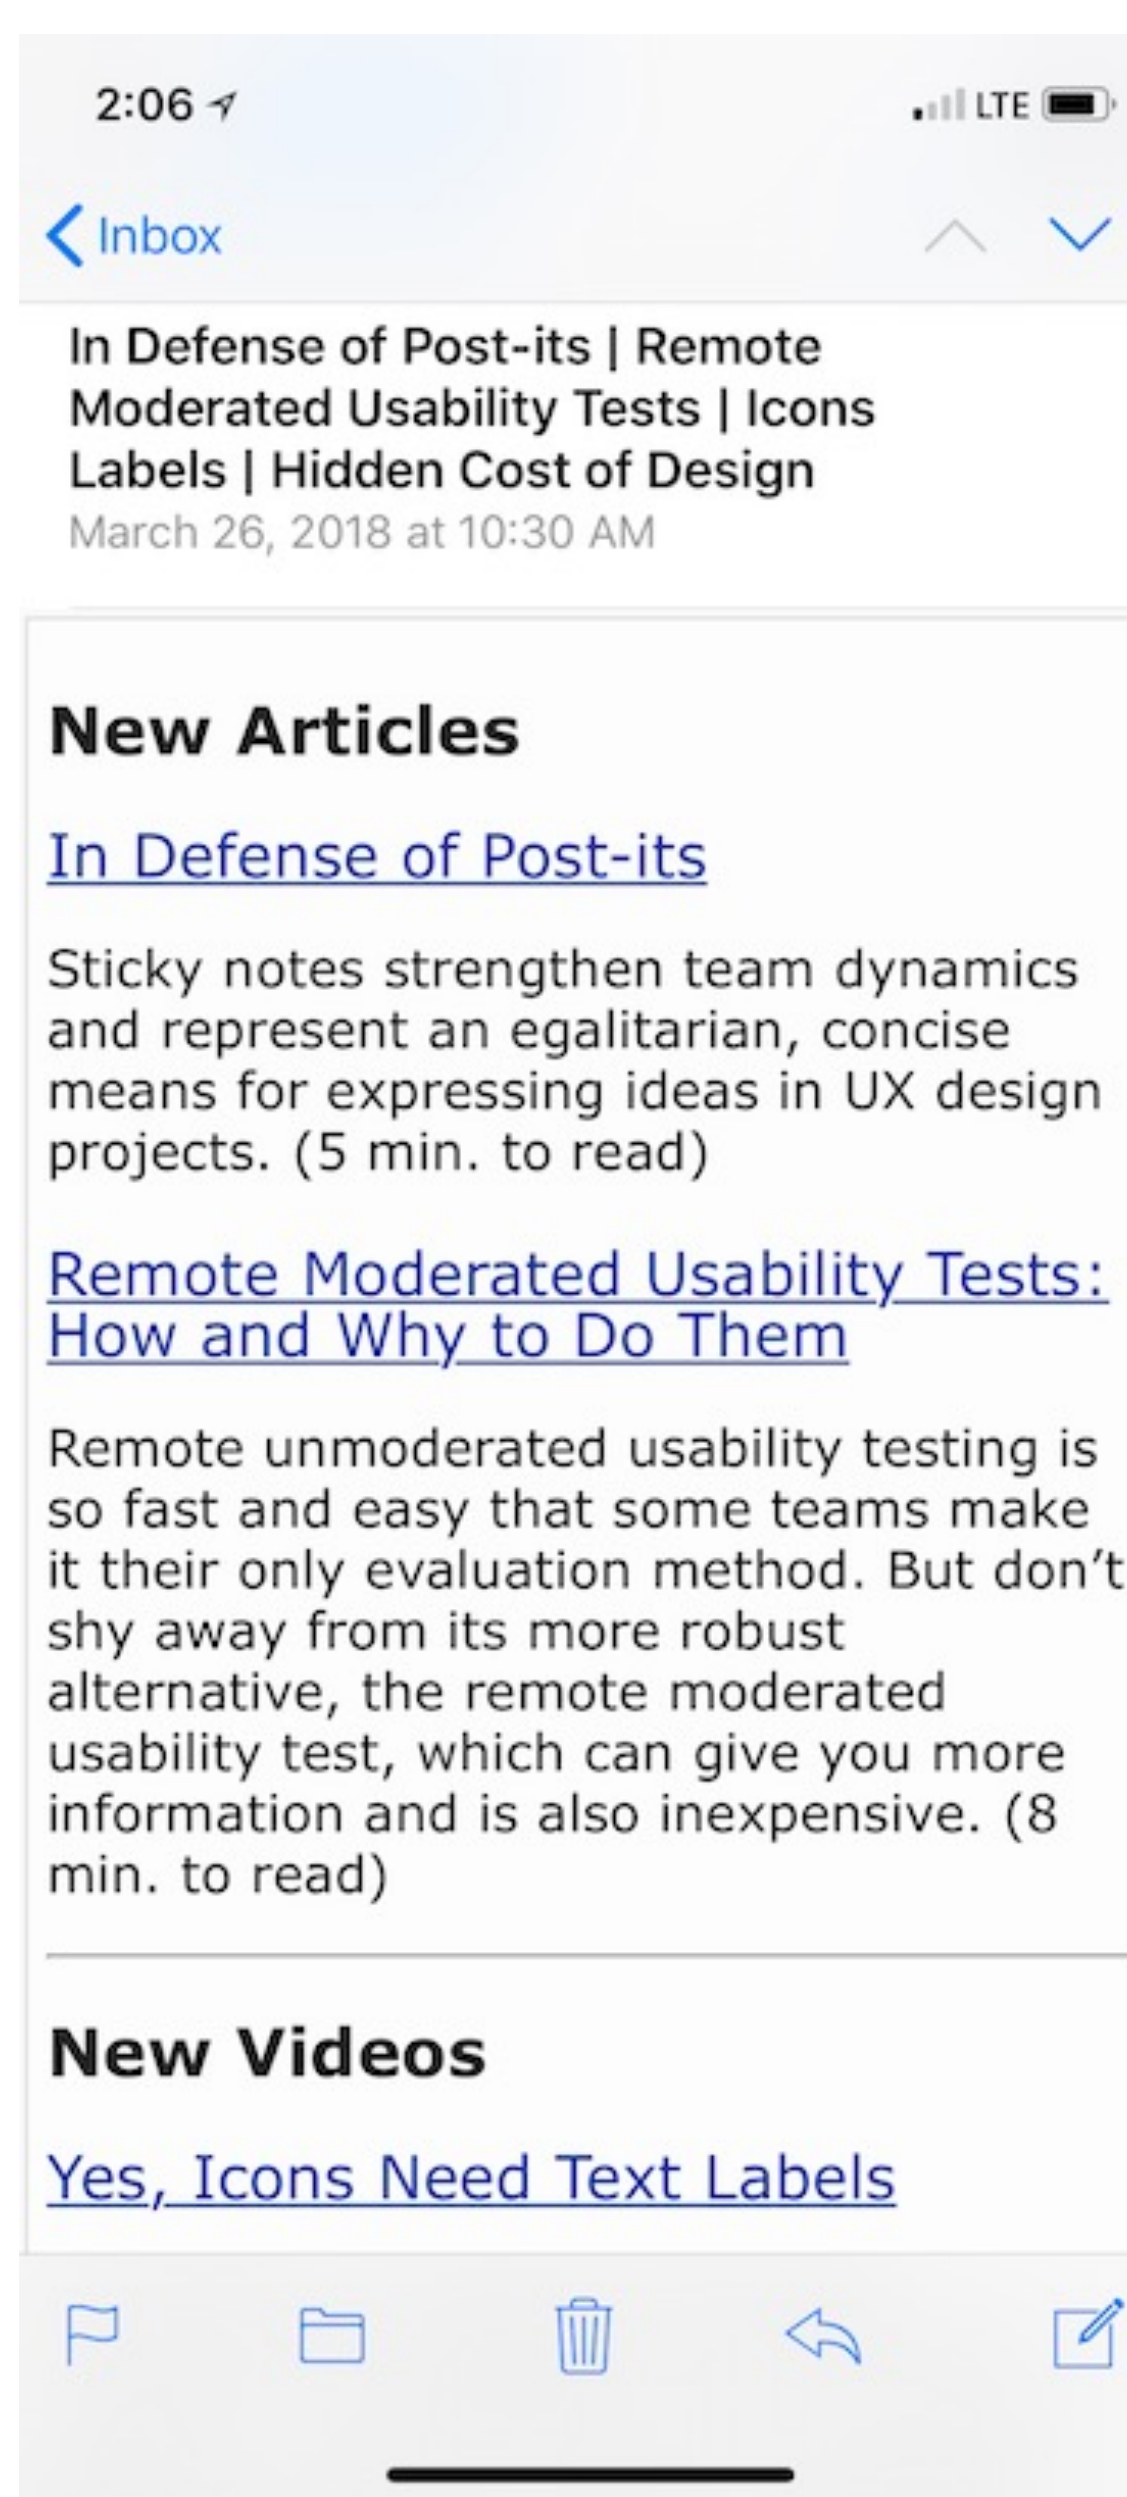 2:06
LTE
Inbox
In Defense of Post-its | Remote
Moderated Usability Tests | Icons
Labels | Hidden Cost of Design
March 26, 2018 at 10:30 AM
New Articles
In Defense of Post-its
Sticky notes strengthen team dynamics
and represent an egalitarian, concise
means for expressing ideas in UX design
projects. (5 min. to read)
Remote Moderated Usability Tests:
How and Why to Do Them
Remote unmoderated usability testing is
so fast and easy that some teams make
it their only evaluation method. But don’t
shy away from its more robust
alternative, the remote moderated
usability test, which can give you more
information and is also inexpensive. (8
min. to read)
New Videos
Yes, Icons Need Text Labels